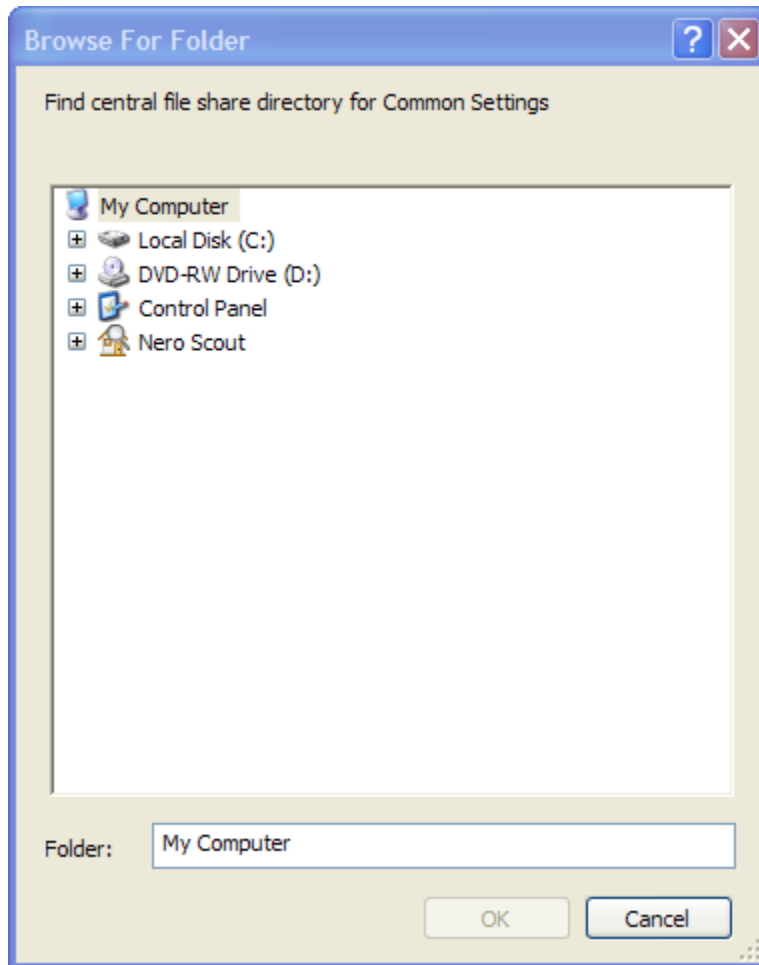 Browse For Folder
Find central file share directory for Common Settings
My Computer
Local Disk (C:)
DVD-RW Drive (D:)
Control Panel
Nero Scout
Folder: My Computer
OK Cancel